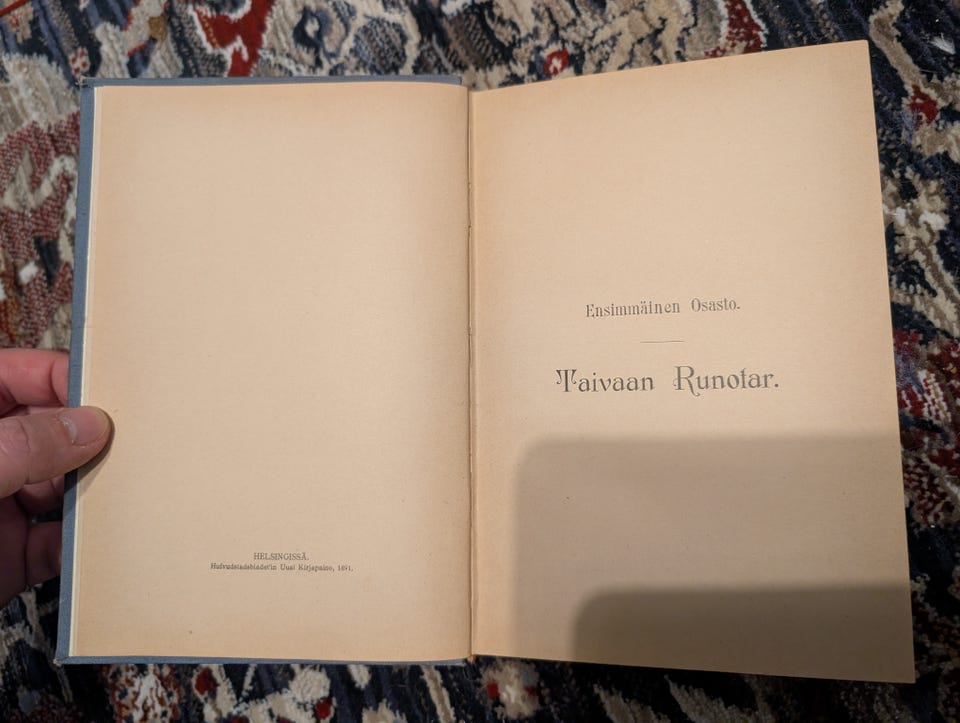 HELSINGISSÄ.
Hufvudstadsbladet'in Uusi Kirjapaino, 1891.
Ensimmäinen Osasto.
Taivaan Runotar.